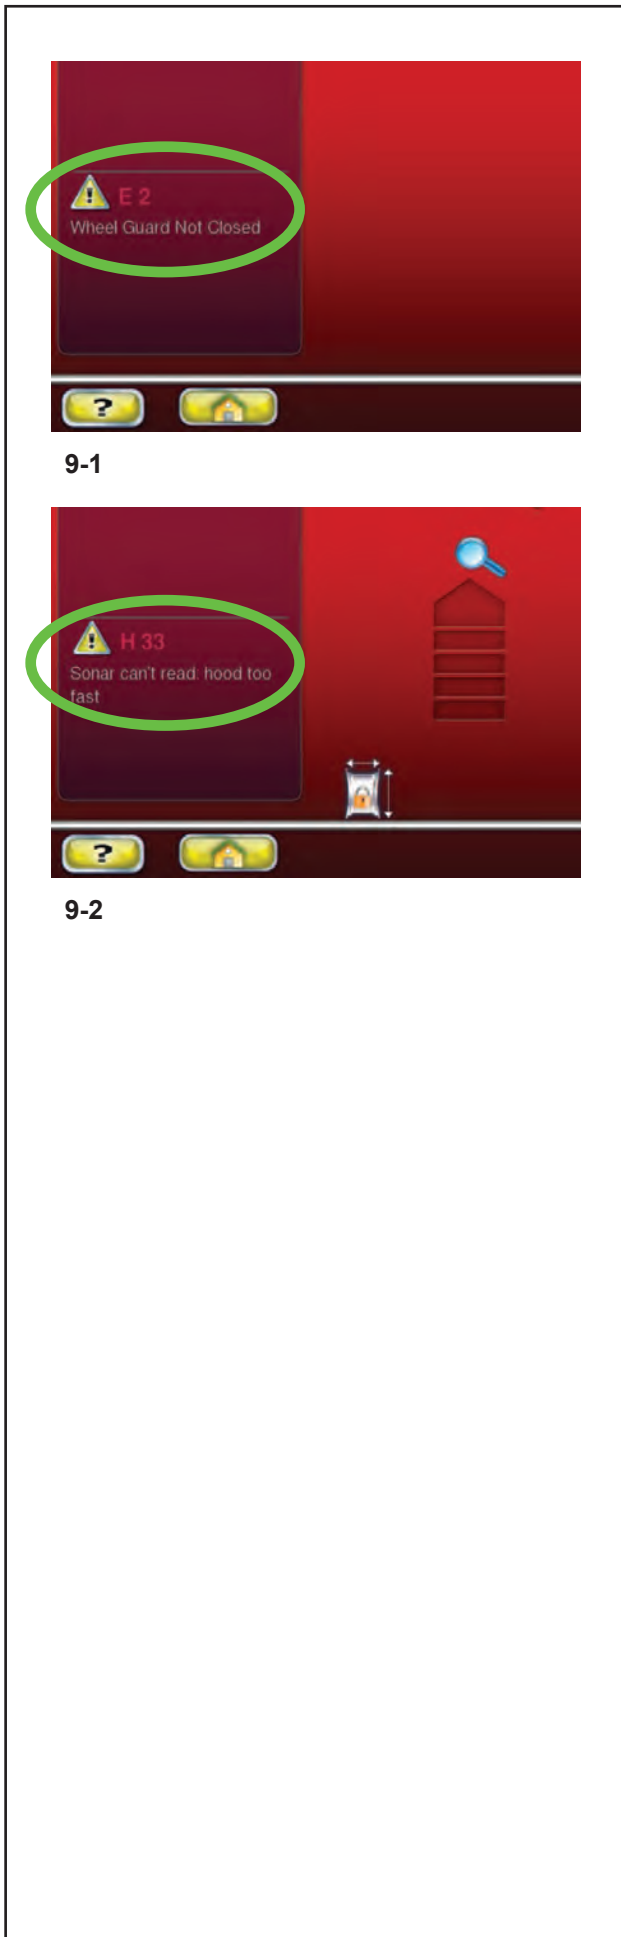 E 2
Wheel Guard Not Closed
?
9-1
H 33
Sonar can't read. hood too
fast
?
9-2